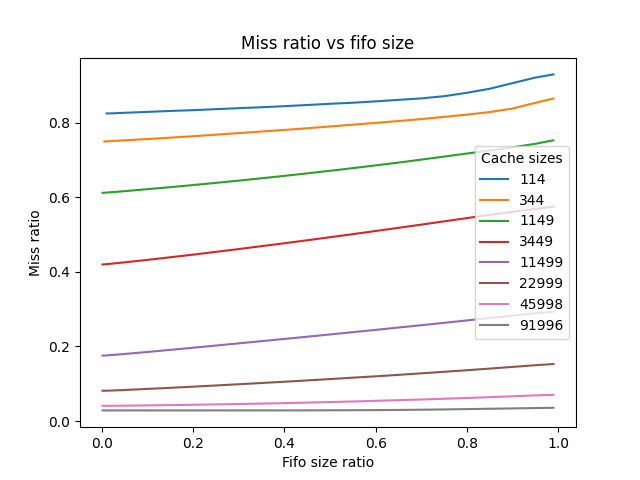 Miss ratio vs fifo size
Miss ratio
0.8
0.6
0.4
0.2
0.0
Cache sizes
114
344
1149
3449
11499
22999
45998
91996
0.0 0.2 0.4 0.6 0.8 1.0
Fifo size ratio